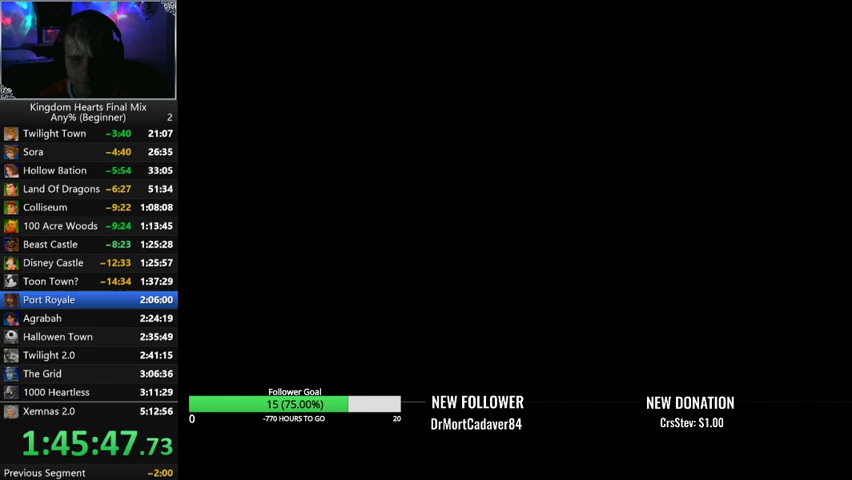 Kingdom Hearts Final Mix
Any% (Beginner) 2
Twilight Town -3:40 21:07
Sora -4:40 26:35
Hollow Bation -5:54 33:05
Land Of Dragons -6:27 51:34
Colliseum -9:22 1:08:08
100 Acre Woods -9:24 1:13:45
Beast Castle -8:23 1:25:28
Disney Castle -12:33 1:25:57
Toon Town? -14:34 1:37:29
Port Royale 2:06:00
Agrabah 2:24:19
Hallowen Town 2:35:49
Twilight 2.0 2:41:15
The Grid 3:06:36
1000 Heartless 3:11:29
Xemnas 2.0 5:12:56
1:45:47.73
Previous Segment -2:00
Follower Goal
15 (75.00%)
0 -770 HOURS TO GO 20
NEW FOLLOWER
DrMortCadaver84
NEW DONATION
CrsStev: $1.00